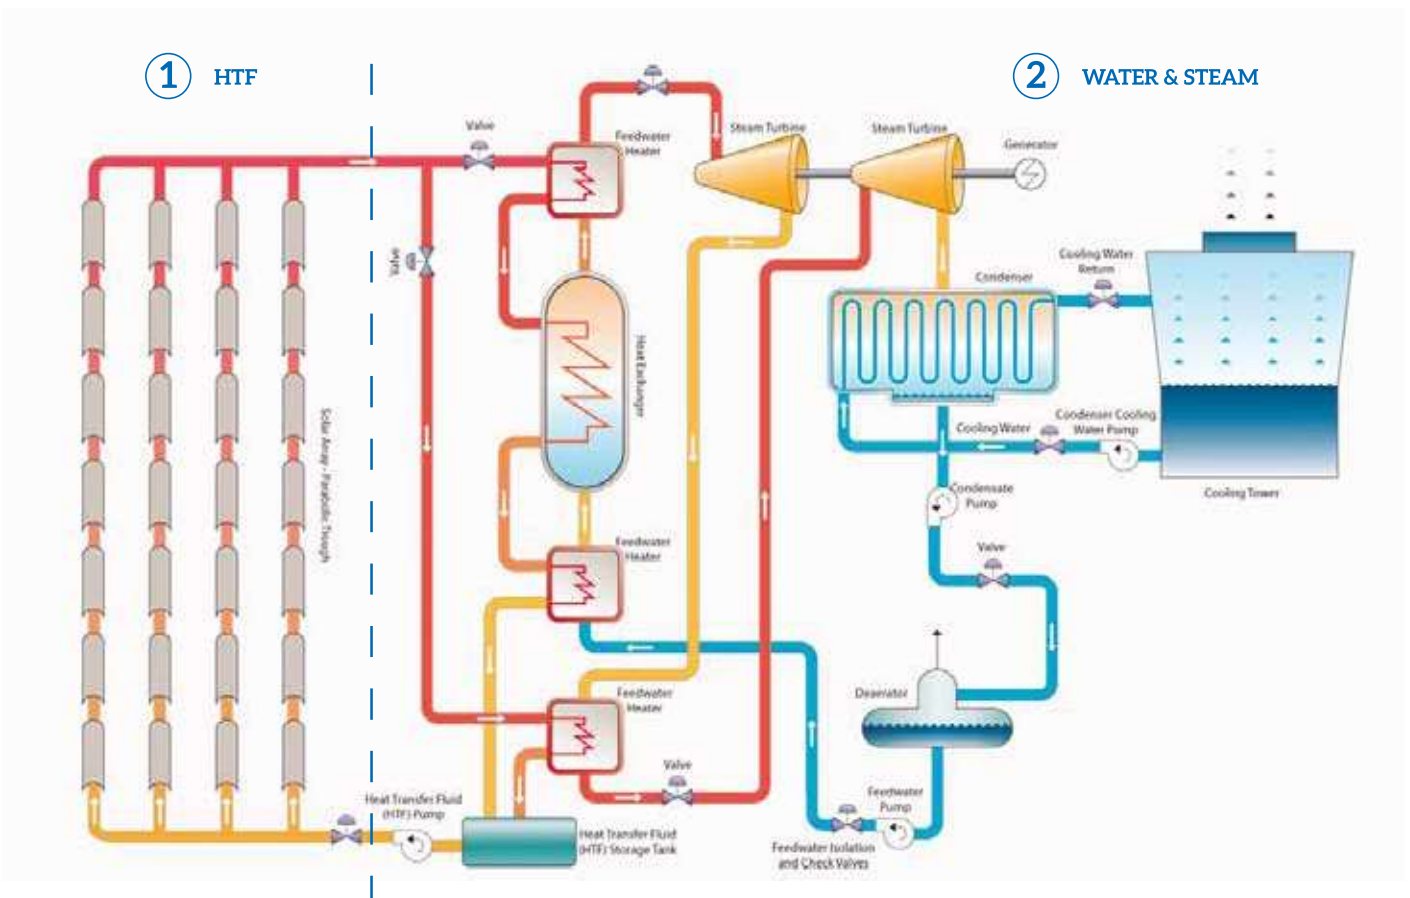 1 HTF
2 WATER & STEAM
Valve
Feedwater
Heater
Steam Turbine
Steam Turbine
Generator
Valve
Cooling Water
Return
Condenser
Heat Exchanger
Solar Array - Parabolic Trough
Cooling Water
Condenser Cooling
Water Pump
Cooling Tower
Condensate
Pump
Feedwater
Heater
Valve
Feedwater
Heater
Deaerator
Valve
Heat Transfer Fluid
(HTF) Pump
Feedwater
Pump
Heat Transfer Fluid
(HTF) Storage Tank
Feedwater Isolation
and Check Valves